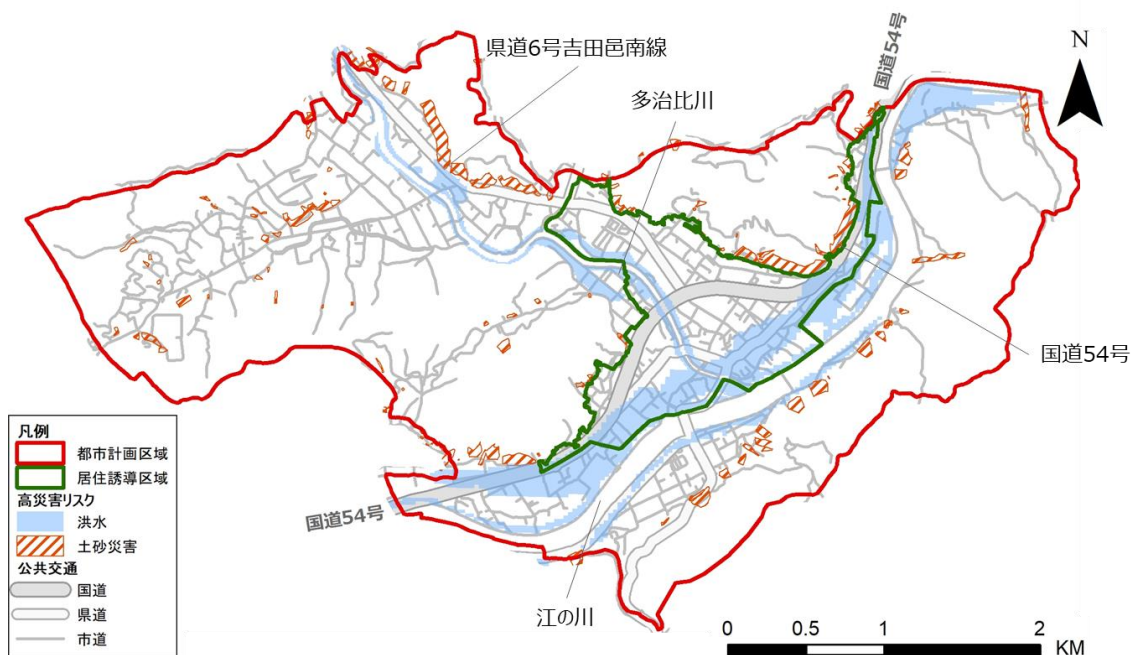 県道6号吉田邑南線
国道54号
N
多治比川
国道54号
凡例
都市計画区域
居住誘導区域
高災害リスク
洪水
土砂災害
公共交通
国道
県道
市道
国道54号
江の川
0 0.5 1 2
KM